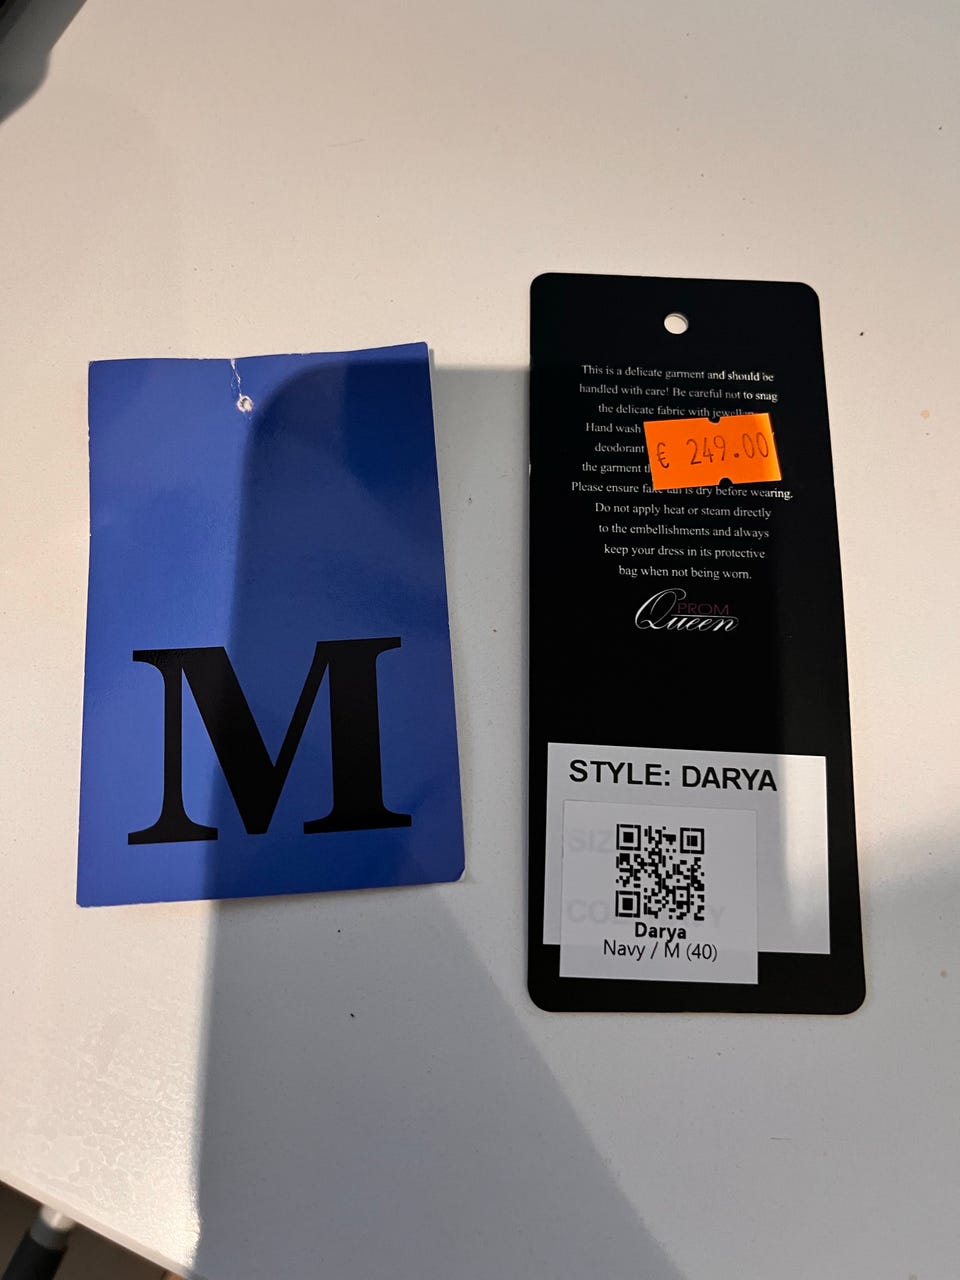 M
This is a delicate garment and should be
handled with care! Be careful not to snag
the delicate fabric with
Hand wash
deodorant
the garment
€ 249.00
Please ensure fake tan is dry before wearing.
Do not apply heat or steam directly
to the embellishments and always
keep your dress in its protective
bag when not being worn.
PROM
Queen
STYLE: DARYA
Darya
Navy / M (40)